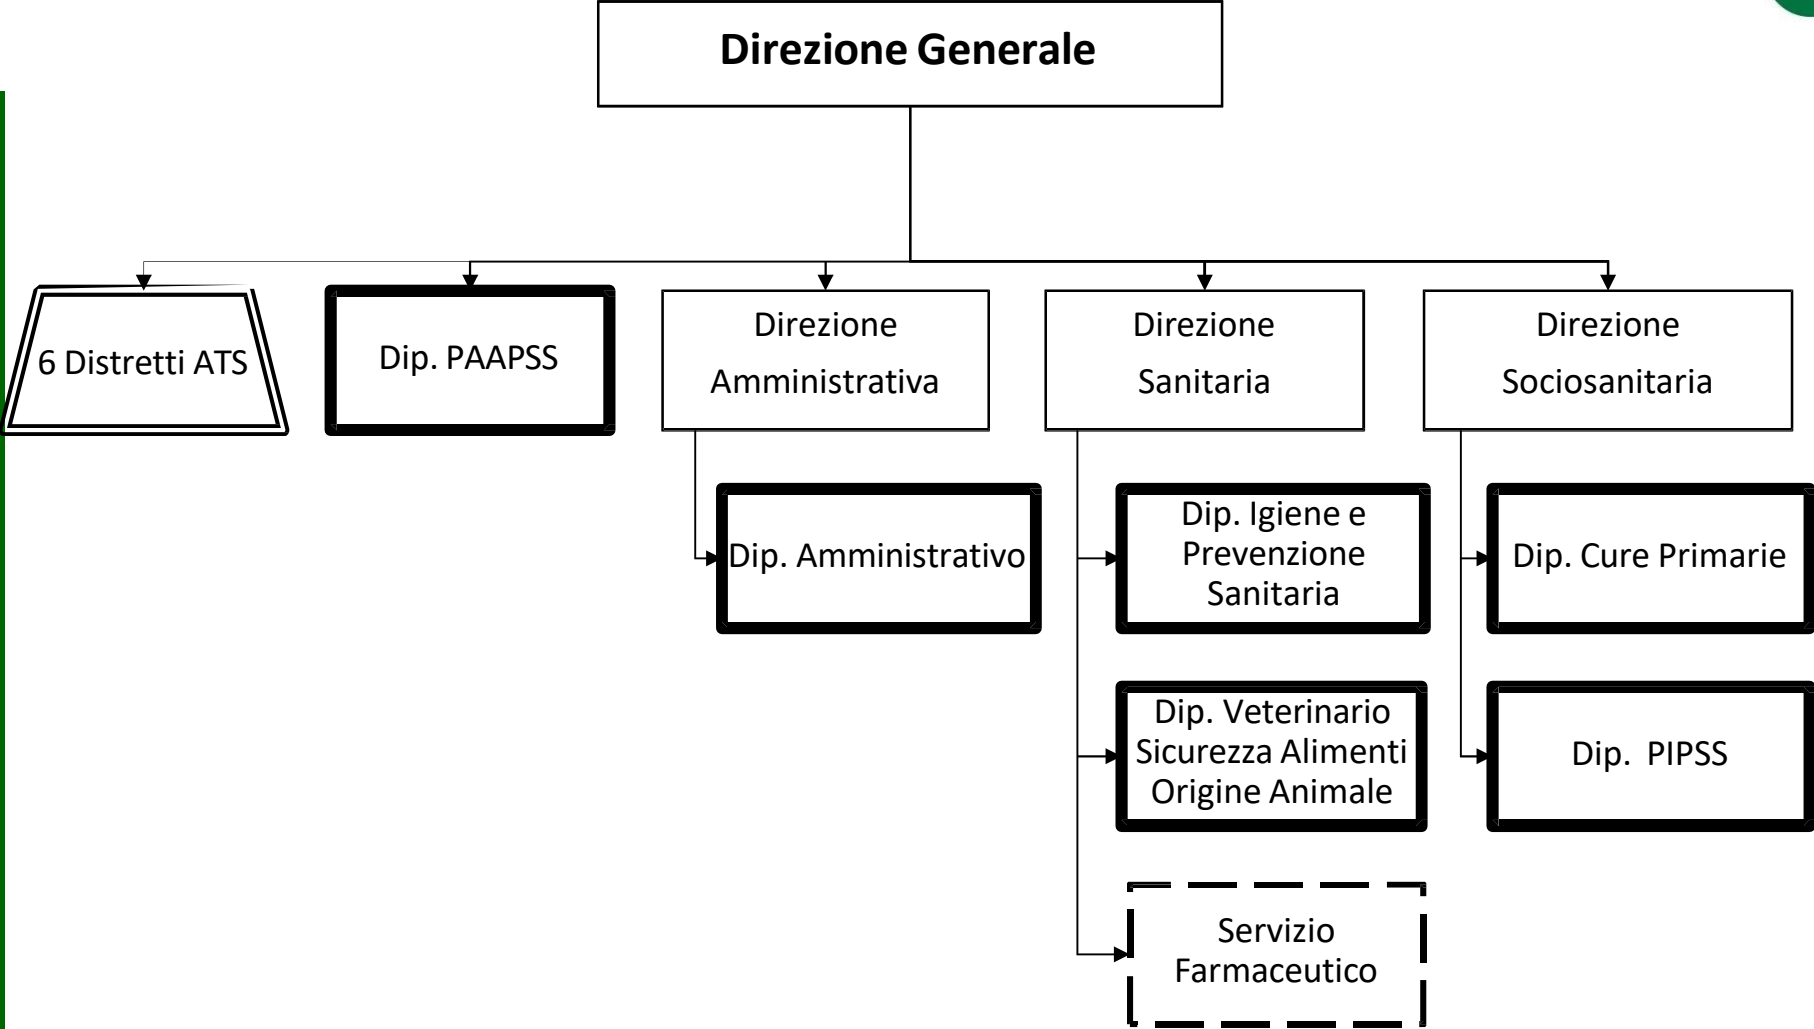 Direzione Generale
6 Distretti ATS
Dip. PAAPSS
Direzione
Amministrativa
Direzione
Sanitaria
Direzione
Sociosanitaria
Dip. Amministrativo
Dip. Igiene e
Prevenzione
Sanitaria
Dip. Cure Primarie
Dip. Veterinario
Sicurezza Alimenti
Origine Animale
Dip. PIPSS
Servizio
Farmaceutico